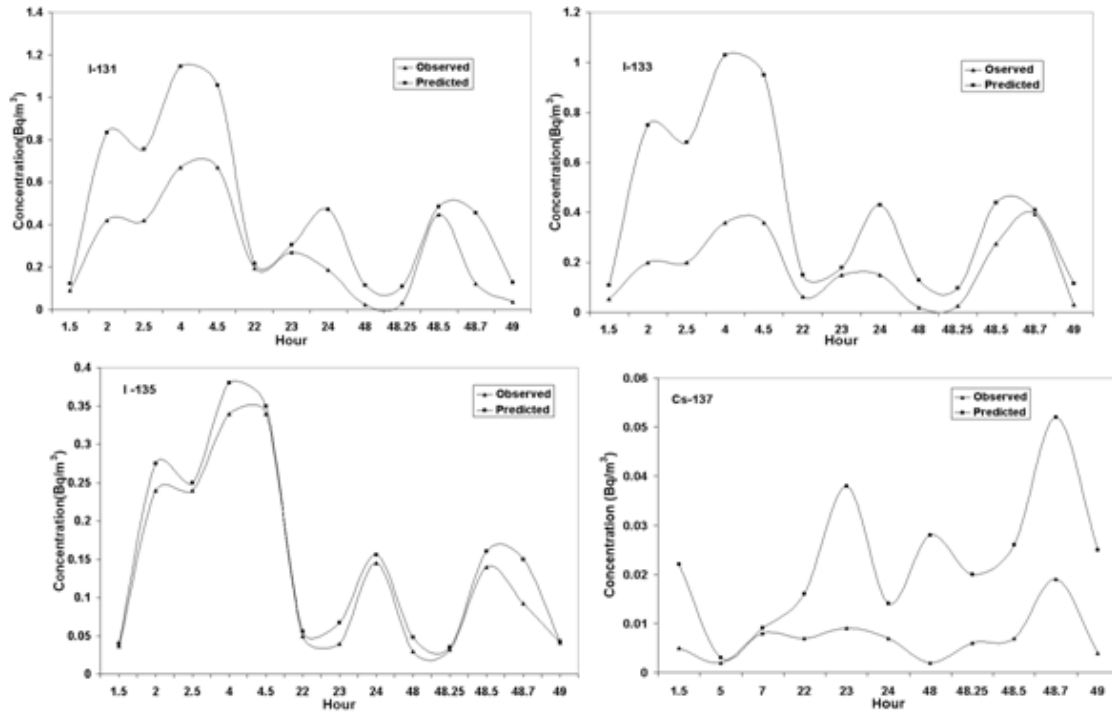 I-131
Observed
Predicted
Concentration(Bq/m³)
1.4
1.2
1
0.8
0.6
0.4
0.2
0
1.5 2 2.5 4 4.5 22 23 24 48 48.25 48.5 48.7 49
Hour
I-133
Oserved
Predicted
Concentration(Bq/m³)
1.2
1
0.8
0.6
0.4
0.2
0
1.5 2 2.5 4 4.5 22 23 24 48 48.25 48.5 48.7 49
Hour
I -135
Observed
Predicted
Concentration(Bq/m³)
0.4
0.35
0.3
0.25
0.2
0.15
0.1
0.05
0
1.5 2 2.5 4 4.5 22 23 24 48 48.25 48.5 48.7 49
Hour
Cs-137
Observed
Predicted
Concentration (Bq/m³)
0.06
0.05
0.04
0.03
0.02
0.01
0
1.5 5 7 22 23 24 48 48.25 48.5 48.7 49
Hour